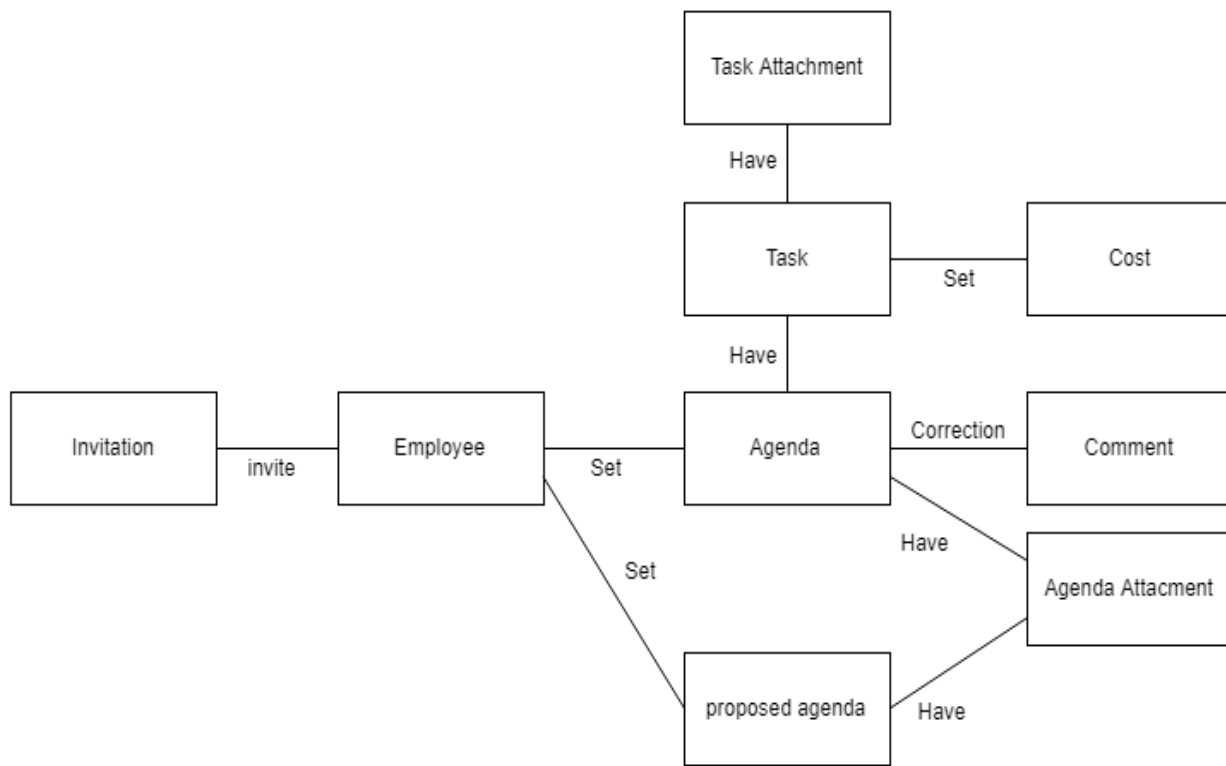 Task Attachment
Have
Task
Set
Cost
Have
Invitation
invite
Employee
Set
Agenda
Correction
Comment
Have
Set
Agenda Attacment
proposed agenda
Have